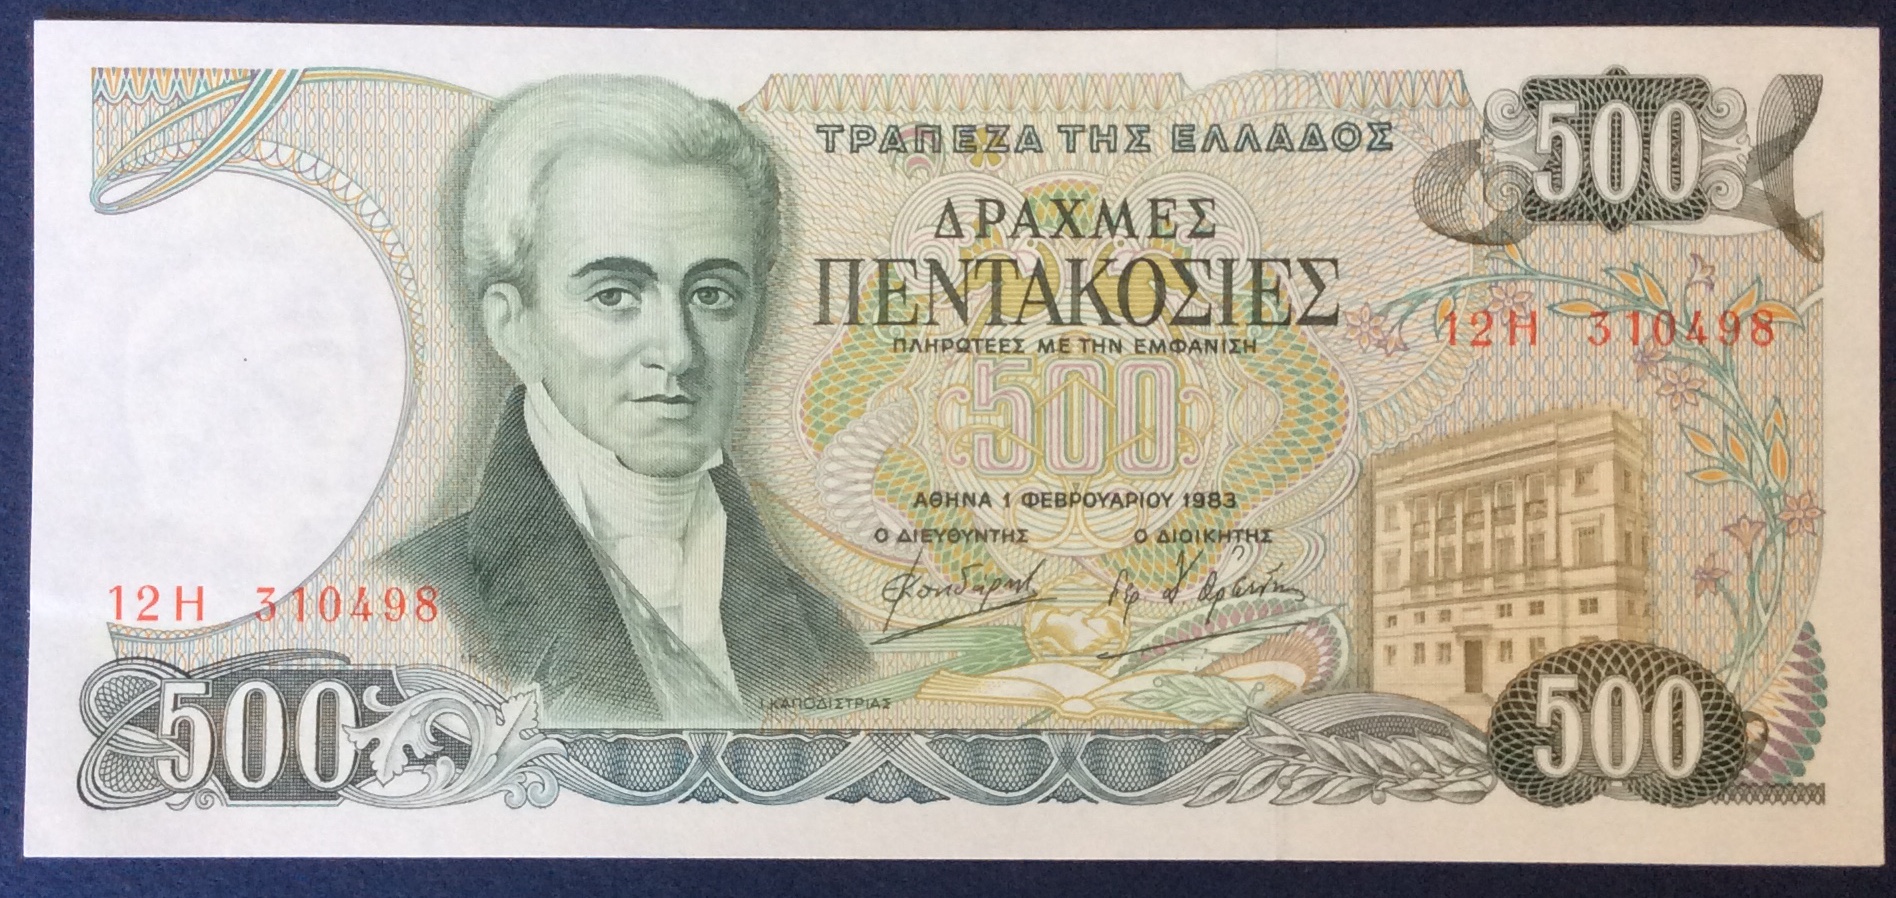 ΤΡΑΠΕΖΑ ΤΗΣ ΕΛΛΑΔΟΣ
500
ΔΡΑΧΜΕΣ
ΠΕΝΤΑΚΟΣΙΕΣ
12Η 310498
ΠΛΗΡΩΤΕΕΣ ΜΕ ΤΗΝ ΕΜΦΑΝΙΣΗ
500
ΑΘΗΝΑ 1 ΦΕΒΡΟΥΑΡΙΟΥ 1983
Ο ΔΙΕΥΘΥΝΤΗΣ Ο ΔΙΟΙΚΗΤΗΣ
12Η 310498
Ι. ΚΑΠΟΔΙΣΤΡΙΑΣ
500
500